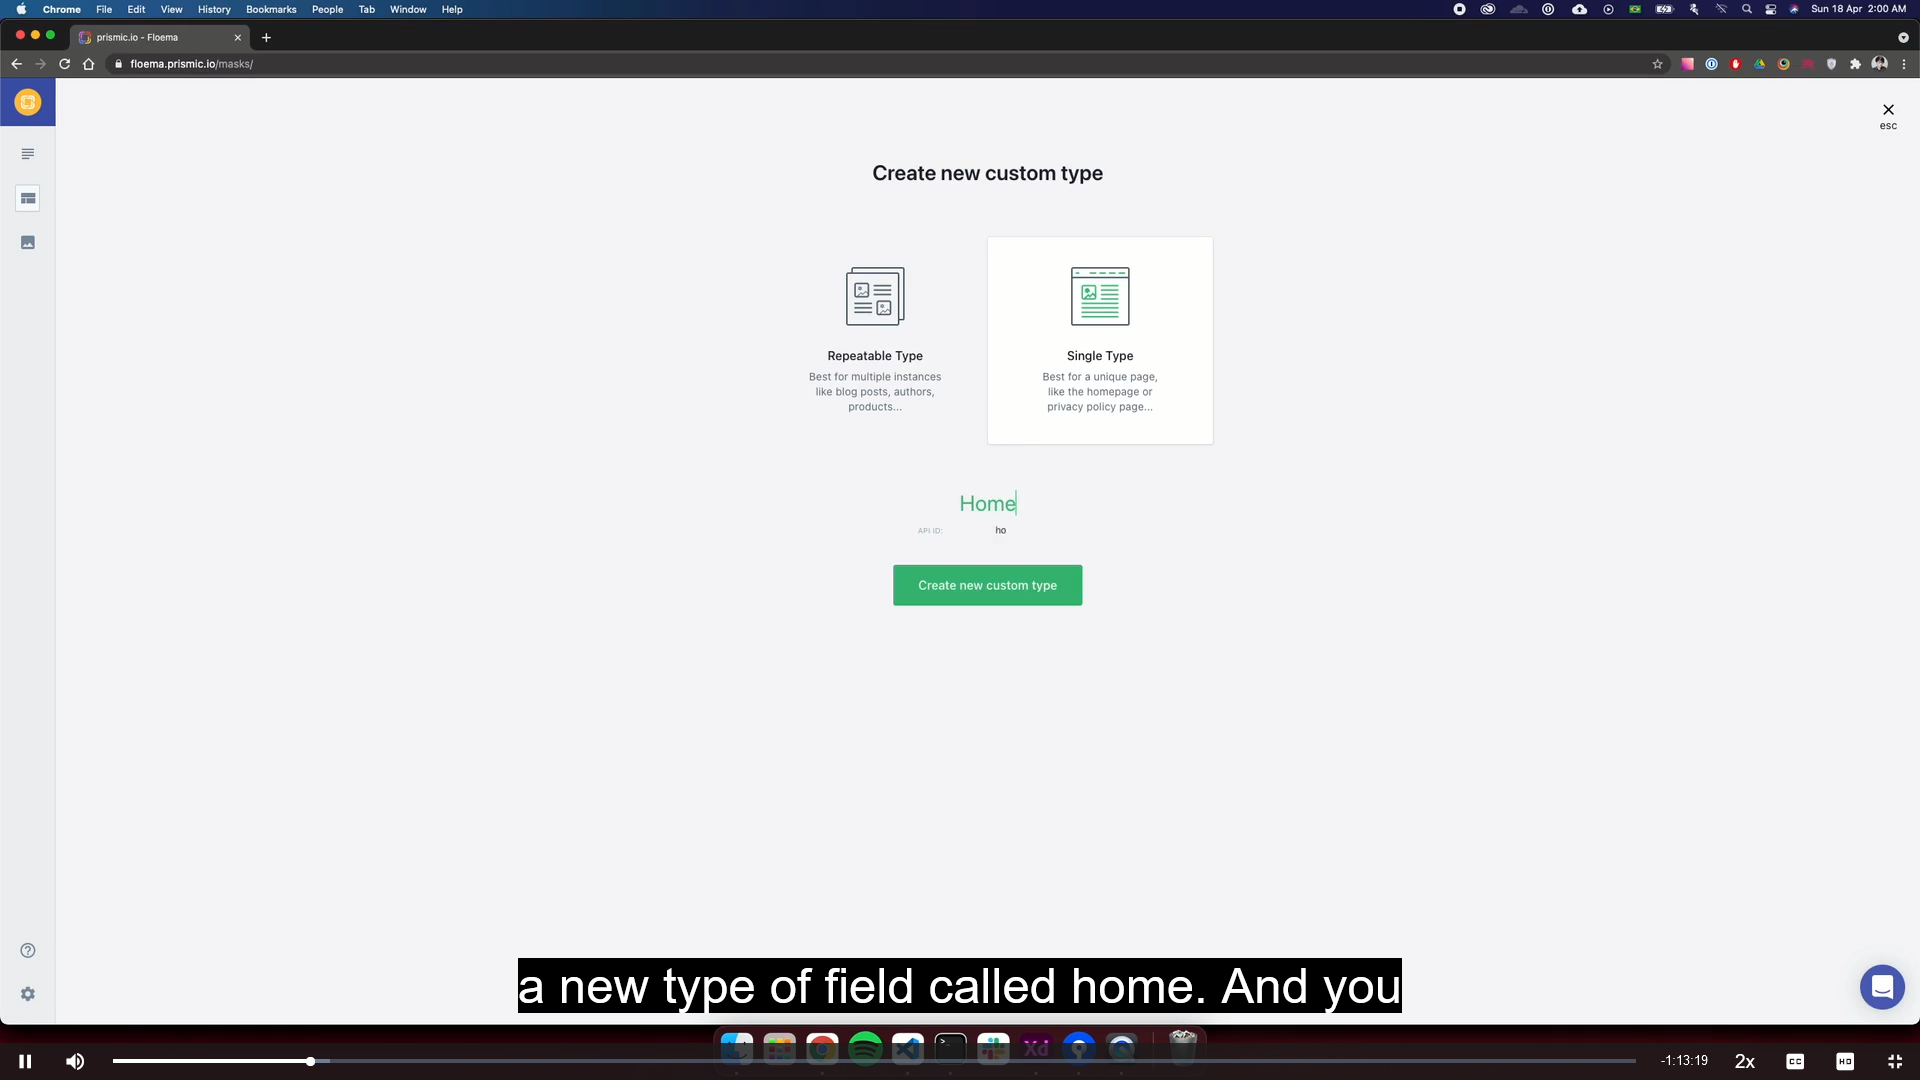 Chrome File Edit View History Bookmarks People Tab Window Help
Sun 18 Apr 2:00 AM
prismic.io - Floema
floema.prismic.io/masks/
esc
Create new custom type
Repeatable Type
Best for multiple instances
like blog posts, authors,
products...
Single Type
Best for a unique page,
like the homepage or
privacy policy page...
Home
API ID: ho
Create new custom type
a new type of field called home. And you
Xd
-1:13:19 2x CC HD